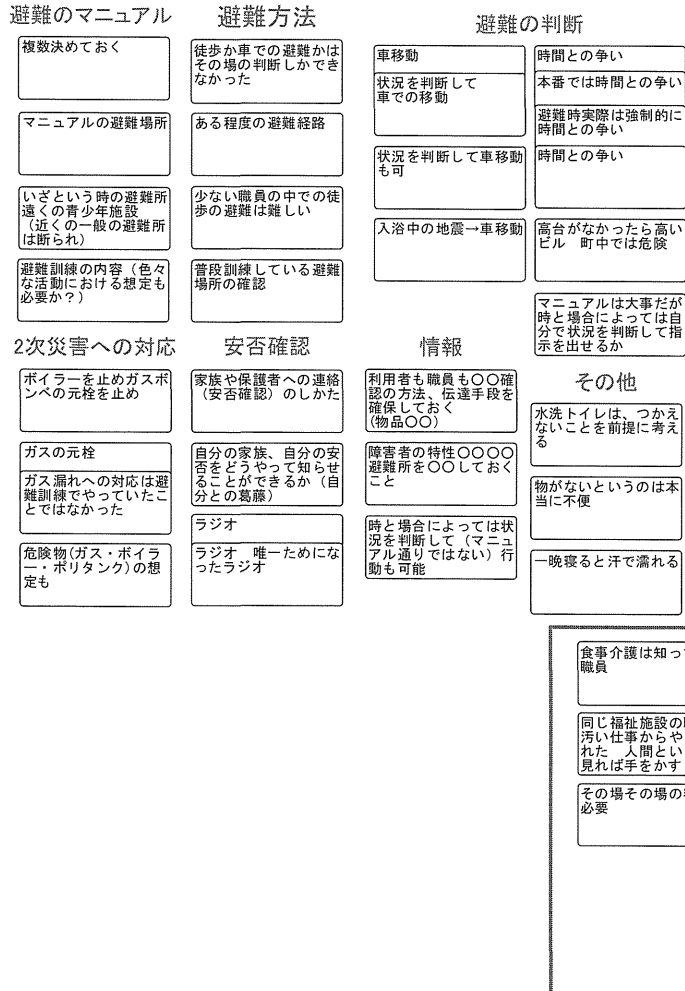 避難のマニュアル
複数決めておく
マニュアルの避難場所
いざという時の避難所
遠くの青少年施設
(近くの一般の避難所
は断られ)
避難訓練の内容(色々
な活動における想定も
必要か?)
避難方法
徒歩か車での避難かは
その場の判断しかでき
なかった
ある程度の避難経路
少ない職員の中での徒
歩の避難は難しい
普段訓練している避難
場所の確認
避難の判断
車移動
状況を判断して
車での移動
状況を判断して車移動
も可
入浴中の地震→車移動
時間との争い
本番では時間との争い
避難時実際は強制的に
時間との争い
時間との争い
高台がなかったら高い
ビル 町中では危険
マニュアルは大事だが
時と場合によっては自
分で状況を判断して指
示を出せるか
2次災害への対応
ボイラーを止めガスボ
ンベの元栓を止め
ガスの元栓
ガス漏れへの対応は避
難訓練でやっていたこ
とではなかった
危険物(ガス・ボイラ
ー・ポリタンク)の想
定も
安否確認
家族や保護者への連絡
(安否確認)のしかた
自分の家族、自分の安
否をどうやって知らせ
ることができるか(自
分との葛藤)
ラジオ
ラジオ 唯一ためにな
ったラジオ
情報
利用者も職員も〇〇確
認の方法、伝達手段を
確保しておく
(物品〇〇)
障害者の特性〇〇〇〇
避難所を〇〇しておく
こと
時と場合によっては状
況を判断して(マニュ
アル通りではない)行
動も可能
その他
水洗トイレは、つかえ
ないことを前提に考え
る
物がないというのは本
当に不便
一晩寝ると汗で濡れる
食事介護は知っ
職員
同じ福祉施設の
汚い仕事からや
れた 人間とい
見れば手をかす
その場その場の
必要